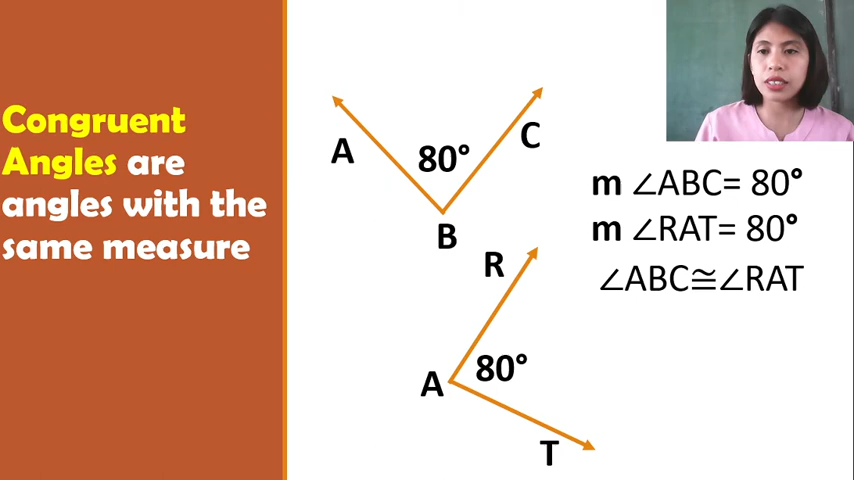 Congruent
Angles are
angles with the
same measure
A
80°
C
B
R
A
80°
T
m ∠ABC= 80°
m ∠RAT= 80°
∠ABC≅∠RAT